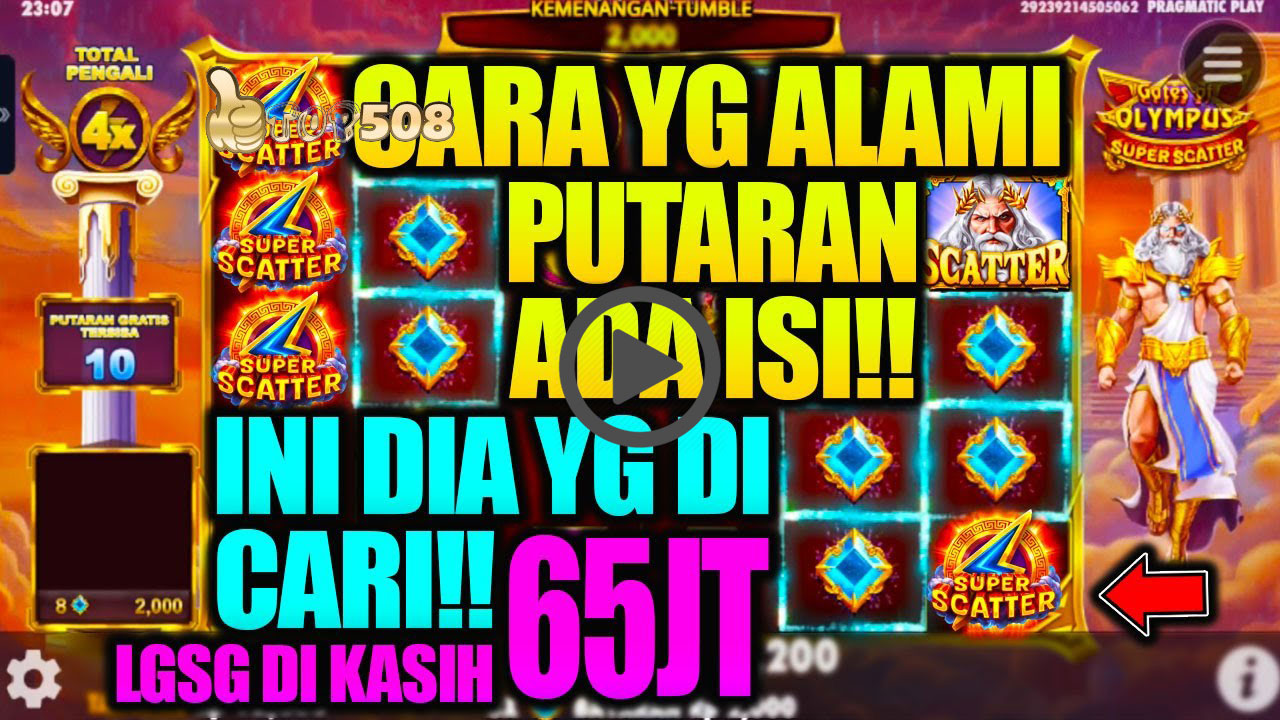 23:07
KEMENANGAN TUMBLE
2,000
29239214505062 PRAGMATIC PLAY
TOTAL
PENGALI
4x
TOP508
CARA YG ALAMI
PUTARAN
ADA ISI!!
INI DIA YG DI
CARI!!
LGSG DI KASIH
65JT
SCATTER
SUPER
SCATTER
SUPER
SCATTER
SCATTER
SUPER
SCATTER
Gates of
OLYMPUS
SUPER SCATTER
PUTARAN GRATIS
TERSISA
10
8
2,000
200